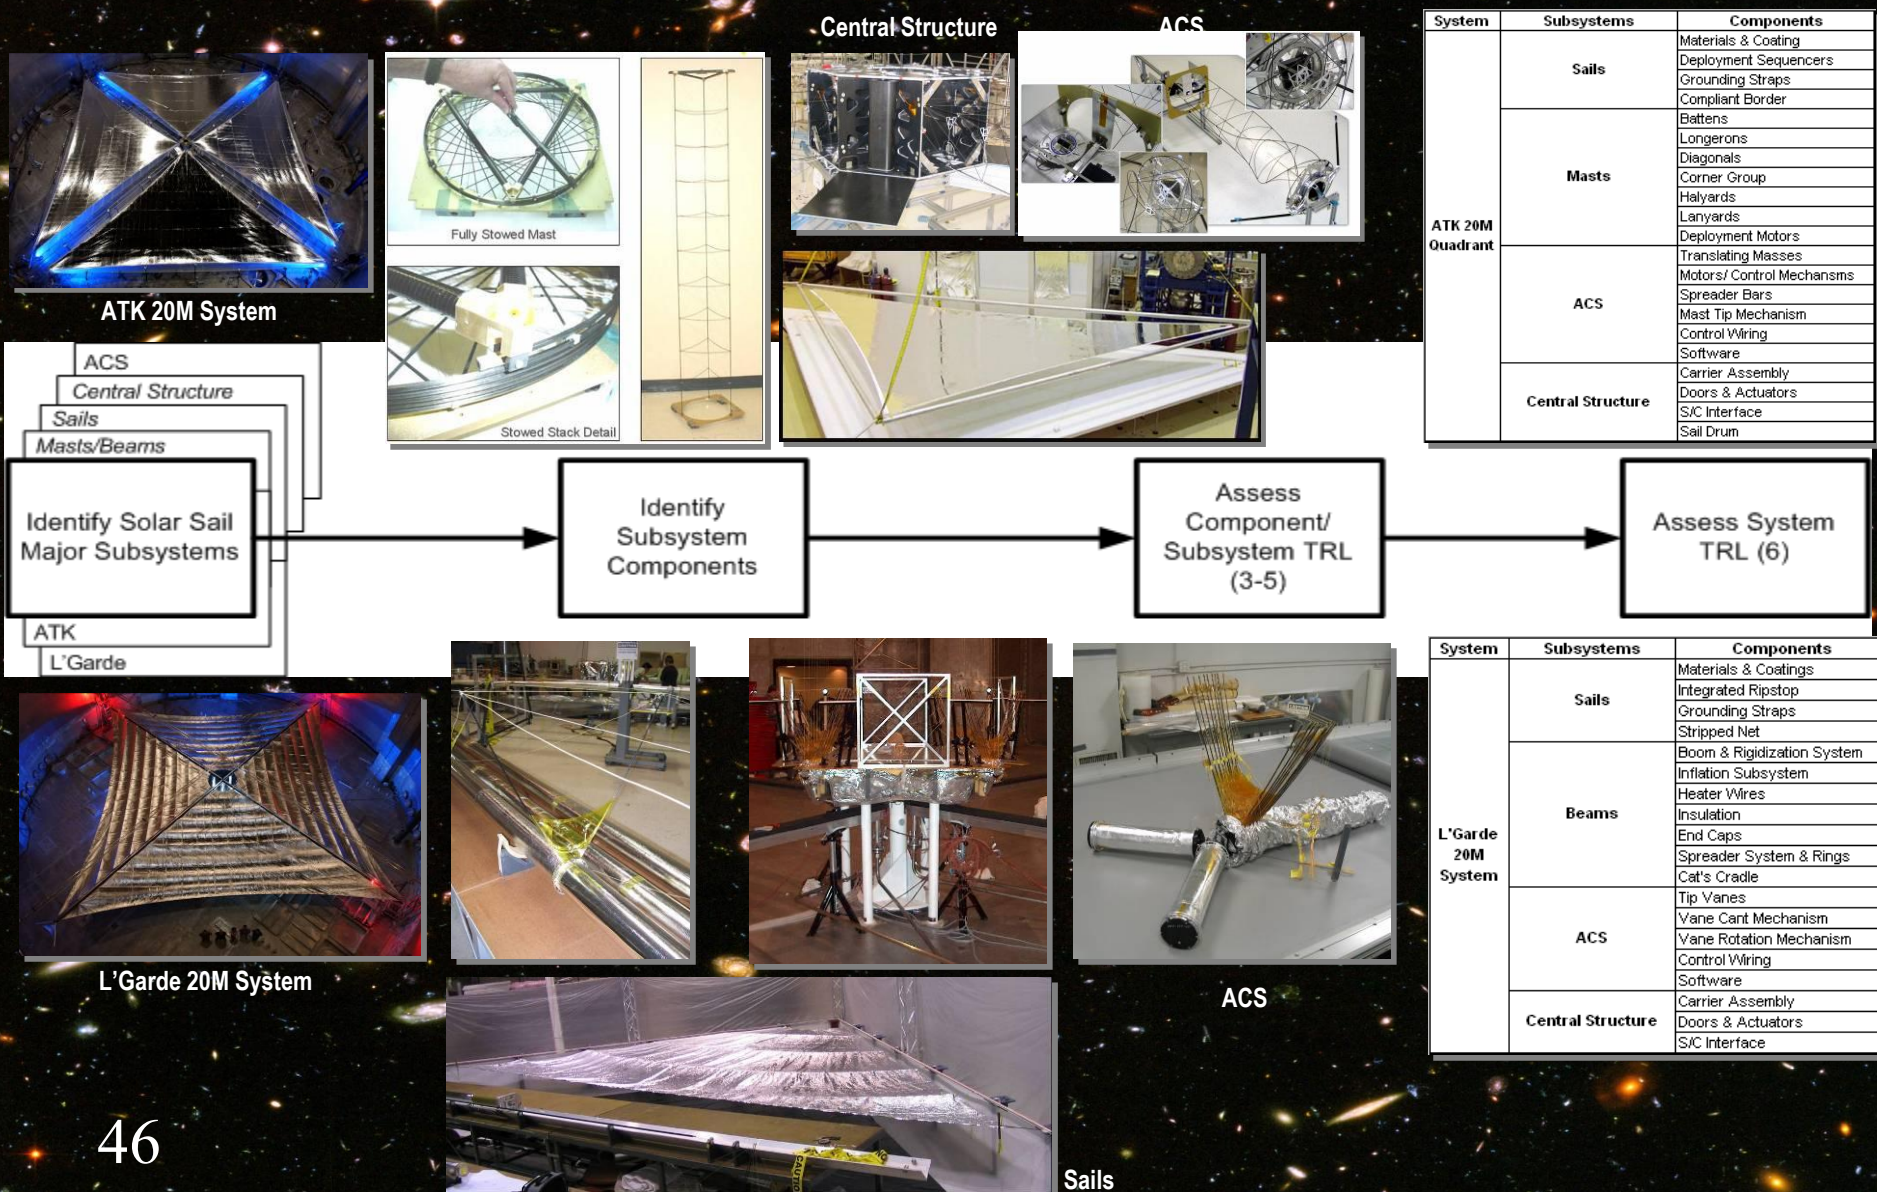 Central Structure
ACS
Fully Stowed Mast
Stowed Stack Detail
ATK 20M System
System Subsystems Components
ATK 20M
Quadrant
Sails
Materials & Coating
Deployment Sequencers
Grounding Straps
Compliant Border
Masts
Battens
Longerons
Diagonals
Corner Group
Halyards
Lanyards
Deployment Motors
ACS
Translating Masses
Motors/ Control Mechansms
Spreader Bars
Mast Tip Mechanism
Control Wiring
Software
Central Structure
Carrier Assembly
Doors & Actuators
S/C Interface
Sail Drum
ACS
Central Structure
Sails
Masts/Beams
Identify Solar Sail
Major Subsystems
ATK
L'Garde
Identify
Subsystem
Components
Assess
Component/
Subsystem TRL
(3-5)
Assess System
TRL (6)
L'Garde 20M System
ACS
Sails
CAUTIO
System Subsystems Components
L'Garde
20M
System
Sails
Materials & Coatings
Integrated Ripstop
Grounding Straps
Stripped Net
Beams
Boom & Rigidization System
Inflation Subsystem
Heater Wires
Insulation
End Caps
Spreader System & Rings
Cat's Cradle
ACS
Tip Vanes
Vane Cant Mechanism
Vane Rotation Mechanism
Control Wiring
Software
Central Structure
Carrier Assembly
Doors & Actuators
S/C Interface
46